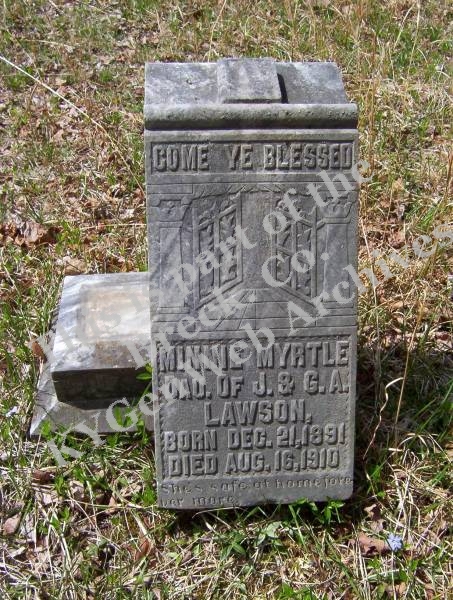 COME YE BLESSED
MINNIE MYRTLE
DAU. OF J. & G.A.
LAWSON,
BORN DEC. 21, 1891
DIED AUG. 16, 1910
She's safe at home fore
ver more.
part of the
Breck. Co.
KYGenWeb Archives